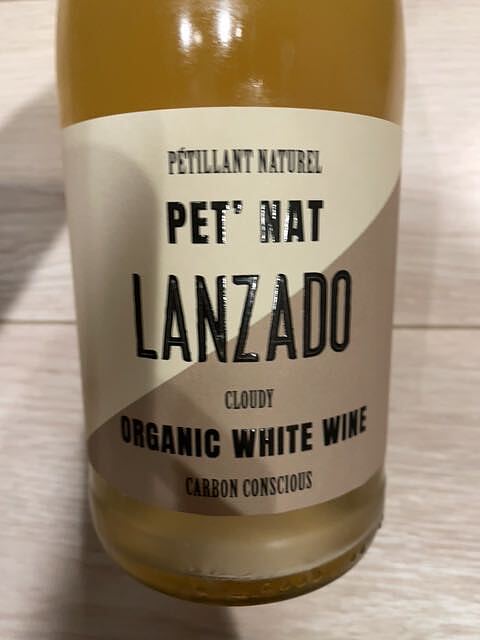 PÉTILLANT NATUREL
PET' NAT
LANZADO
CLOUDY
ORGANIC WHITE WINE
CARBON CONSCIOUS